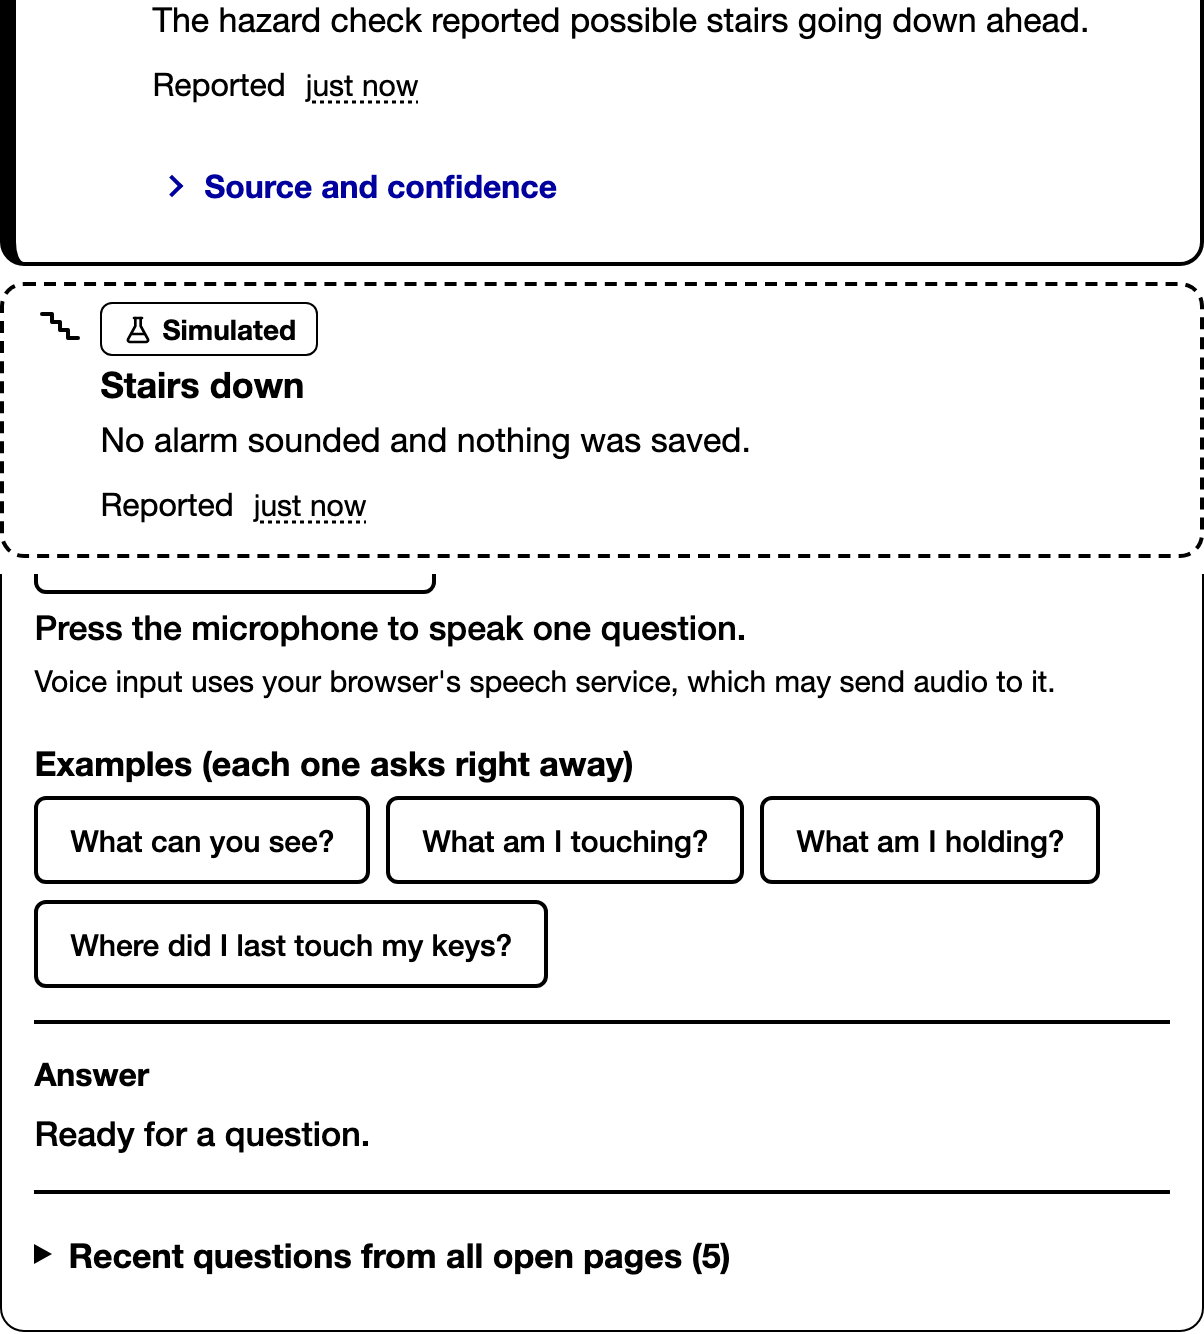 The hazard check reported possible stairs going down ahead.
Reported just now
Source and confidence
Simulated
Stairs down
No alarm sounded and nothing was saved.
Reported just now
Press the microphone to speak one question.
Voice input uses your browser's speech service, which may send audio to it.
Examples (each one asks right away)
What can you see? What am I touching? What am I holding?
Where did I last touch my keys?
Answer
Ready for a question.
Recent questions from all open pages (5)